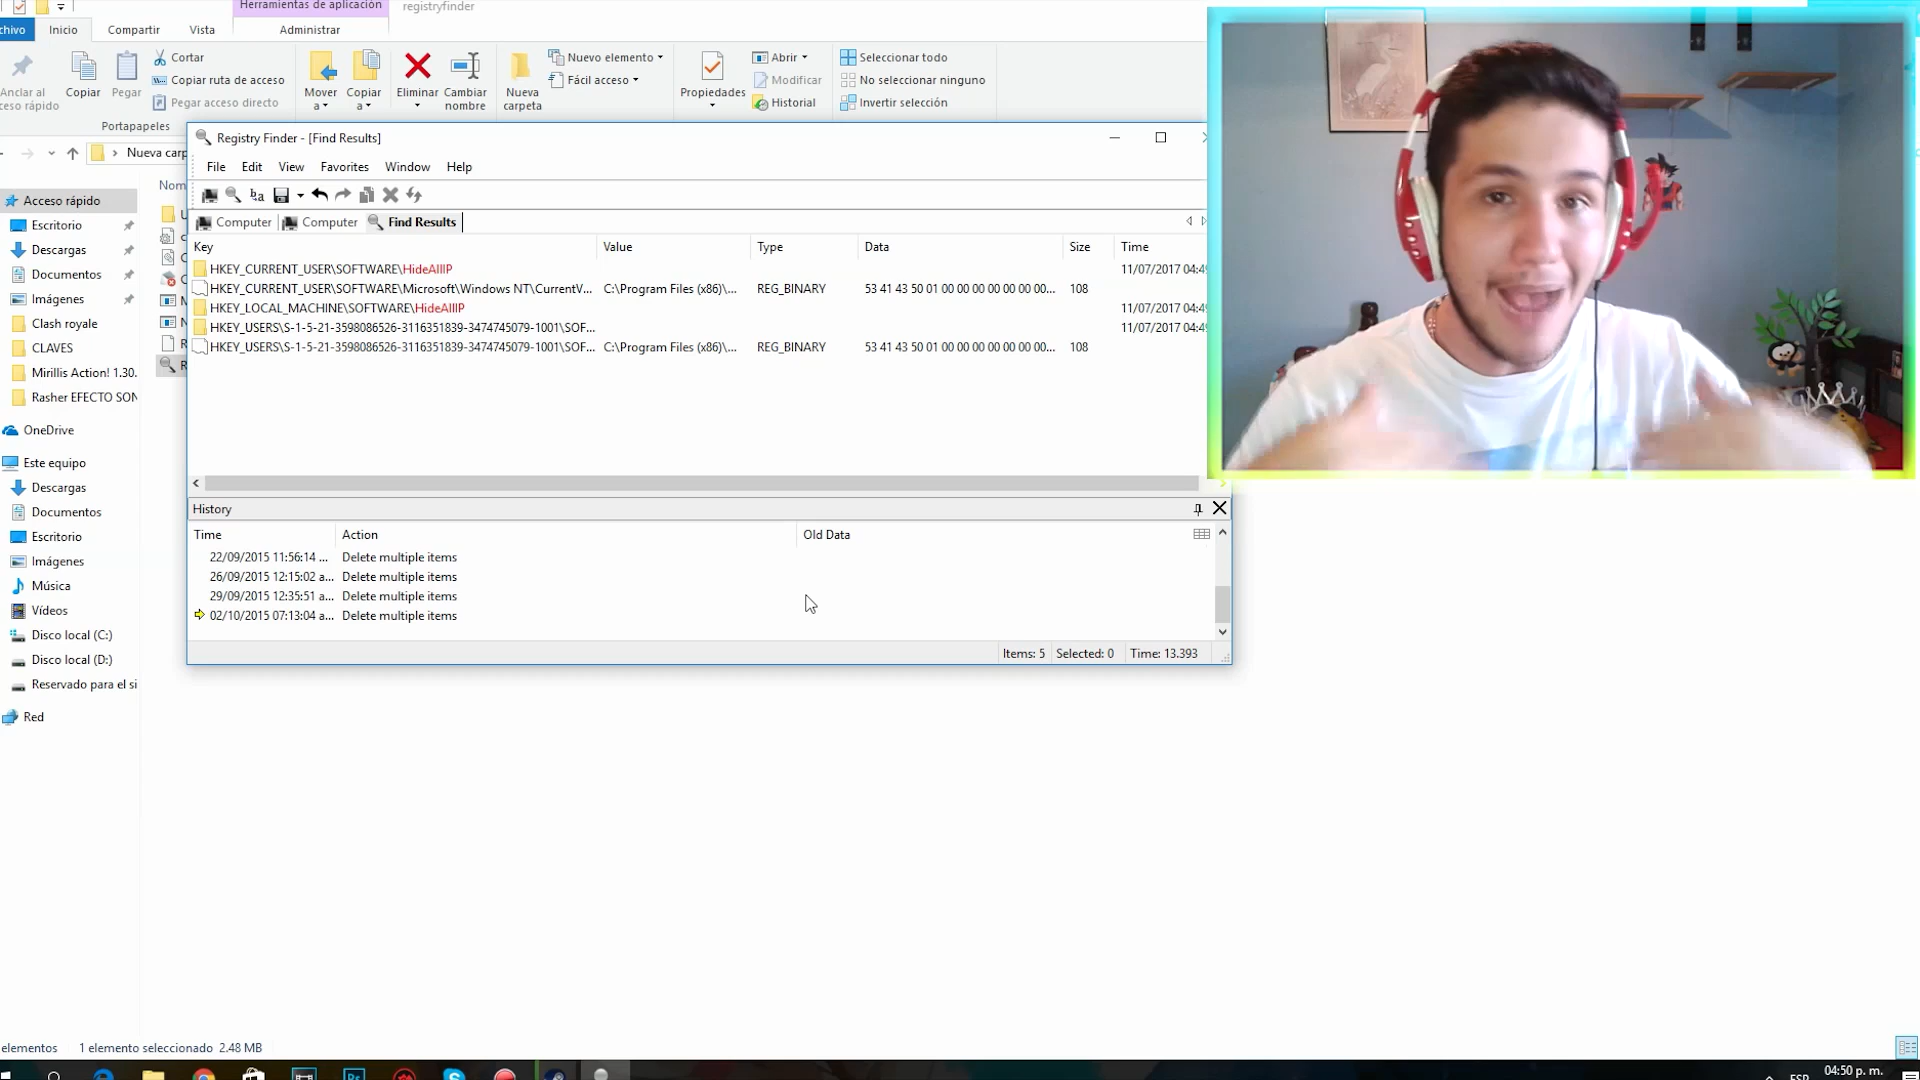 Herramientas de aplicación
registryfinder
chivo
Inicio
Compartir
Vista
Administrar
Anclar al
ceso rápido
Copiar
Pegar
Cortar
Copiar ruta de acceso
Pegar acceso directo
Portapapeles
Mover
a
Copiar
a
Eliminar
Cambiar
nombre
Nueva
carpeta
Nuevo elemento
Fácil acceso
Propiedades
Abrir
Modificar
Historial
Seleccionar todo
No seleccionar ninguno
Invertir selección
Nueva carp
Nom
Acceso rápido
Escritorio
Descargas
Documentos
Imágenes
Clash royale
CLAVES
Mirillis Action! 1.30.
Rasher EFECTO SON
OneDrive
Este equipo
Descargas
Documentos
Escritorio
Imágenes
Música
Vídeos
Disco local (C:)
Disco local (D:)
Reservado para el si
Red
Registry Finder - [Find Results]
File Edit View Favorites Window Help
Computer Computer Find Results
Key Value Type Data Size Time
HKEY_CURRENT_USER\SOFTWARE\HideAllIP 11/07/2017 04:49
HKEY_CURRENT_USER\SOFTWARE\Microsoft\Windows NT\CurrentV... C:\Program Files (x86)\... REG_BINARY 53 41 43 50 01 00 00 00 00 00 00... 108
HKEY_LOCAL_MACHINE\SOFTWARE\HideAllIP 11/07/2017 04:49
HKEY_USERS\S-1-5-21-3598086526-3116351839-3474745079-1001\SOF... 11/07/2017 04:49
HKEY_USERS\S-1-5-21-3598086526-3116351839-3474745079-1001\SOF... C:\Program Files (x86)\... REG_BINARY 53 41 43 50 01 00 00 00 00 00 00... 108
History
Time Action Old Data
22/09/2015 11:56:14 ... Delete multiple items
26/09/2015 12:15:02 a... Delete multiple items
29/09/2015 12:35:51 a... Delete multiple items
02/10/2015 07:13:04 a... Delete multiple items
Items: 5 Selected: 0 Time: 13.393
elementos 1 elemento seleccionado 2.48 MB
ESP
04:50 p. m.